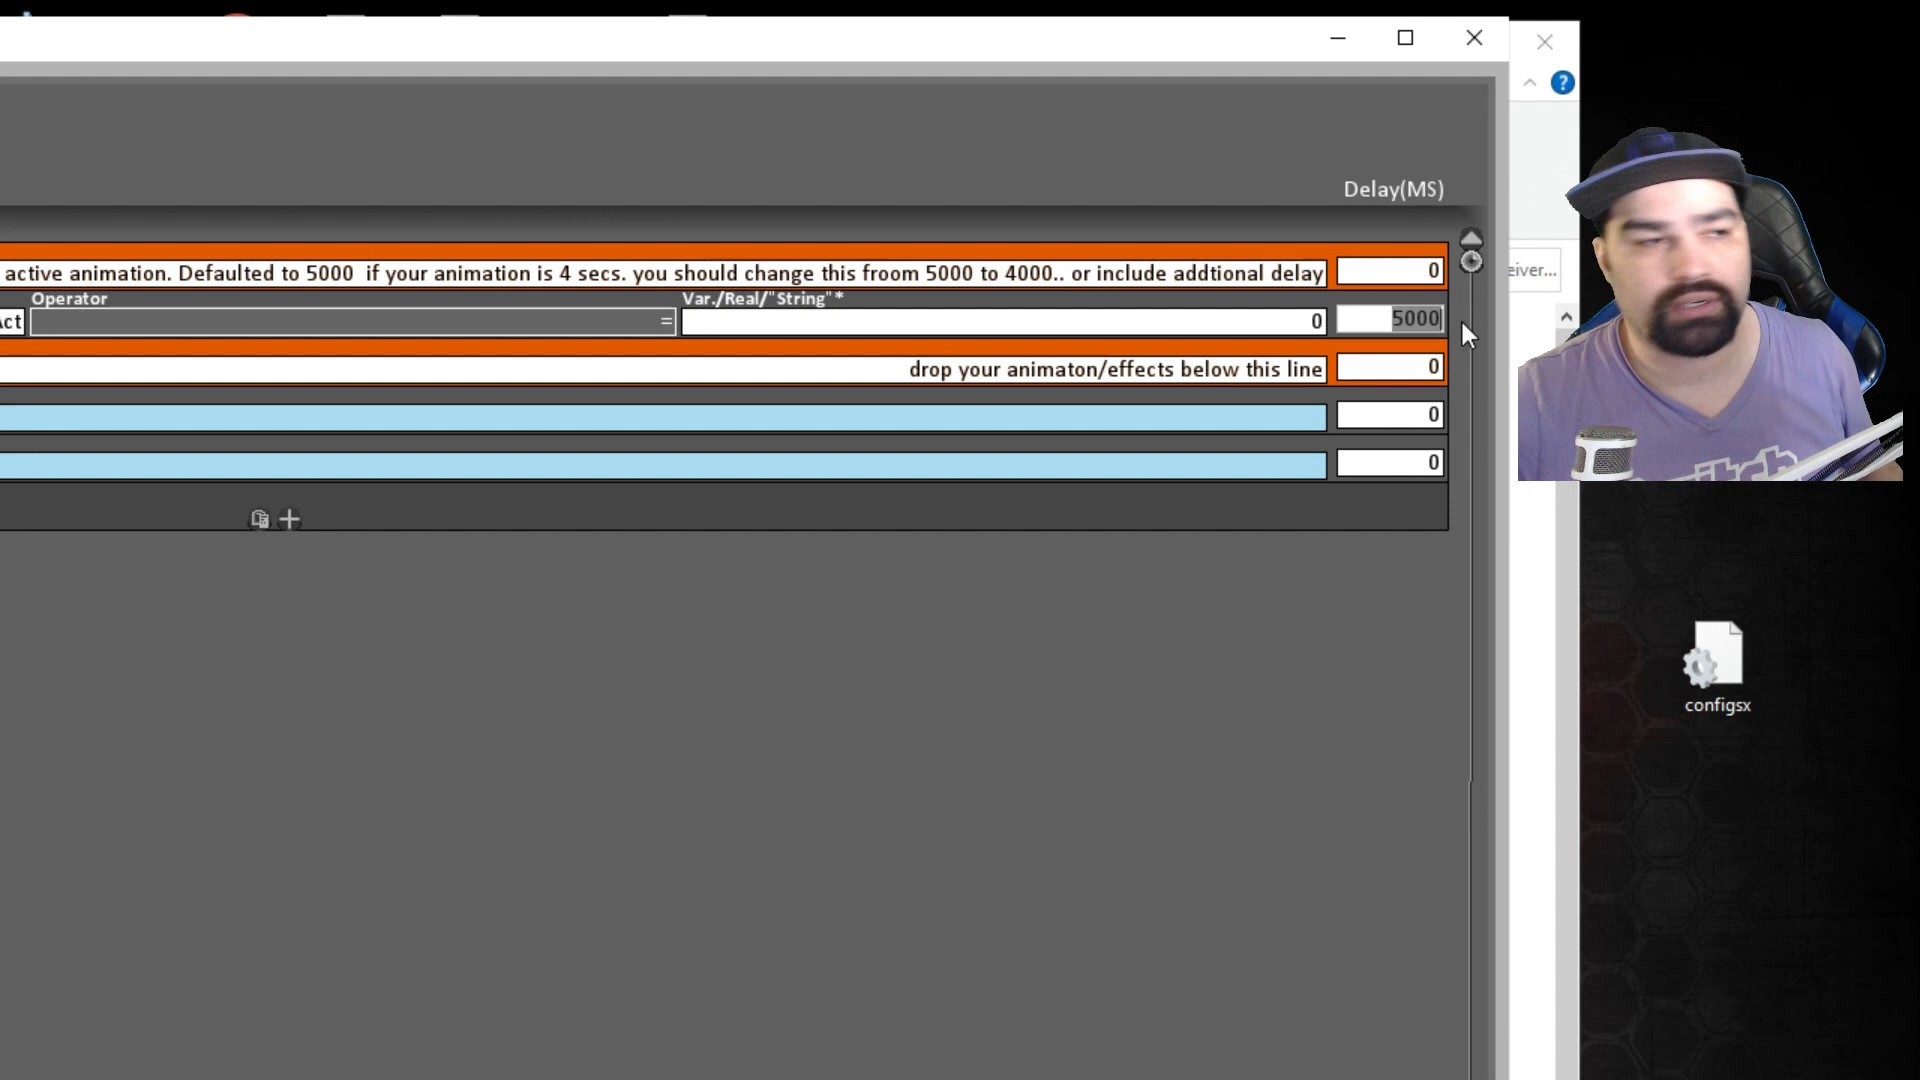 Delay(MS)
active animation. Defaulted to 5000 if your animation is 4 secs. you should change this froom 5000 to 4000.. or include addtional delay
0
Operator
Var./Real/"String"*
Act
=
0
5000
drop your animaton/effects below this line
0
0
0
eiver...
?
configsx